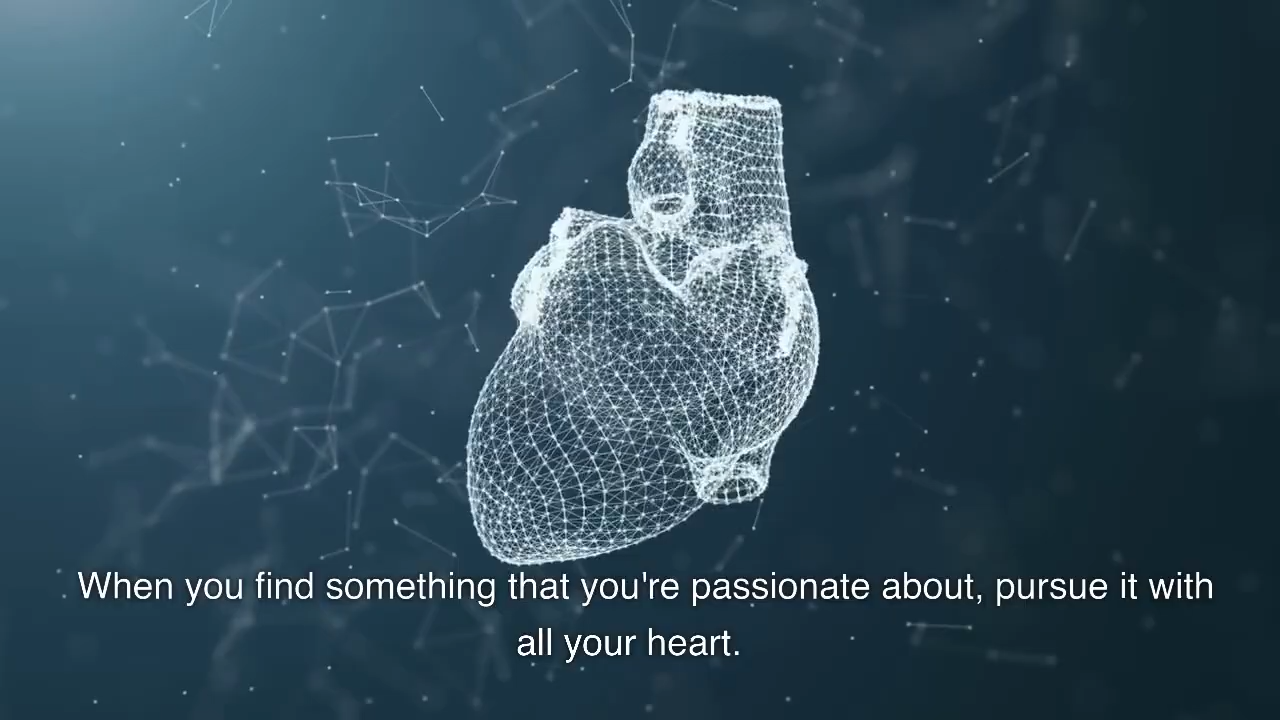 When you find something that you're passionate about, pursue it with
all your heart.